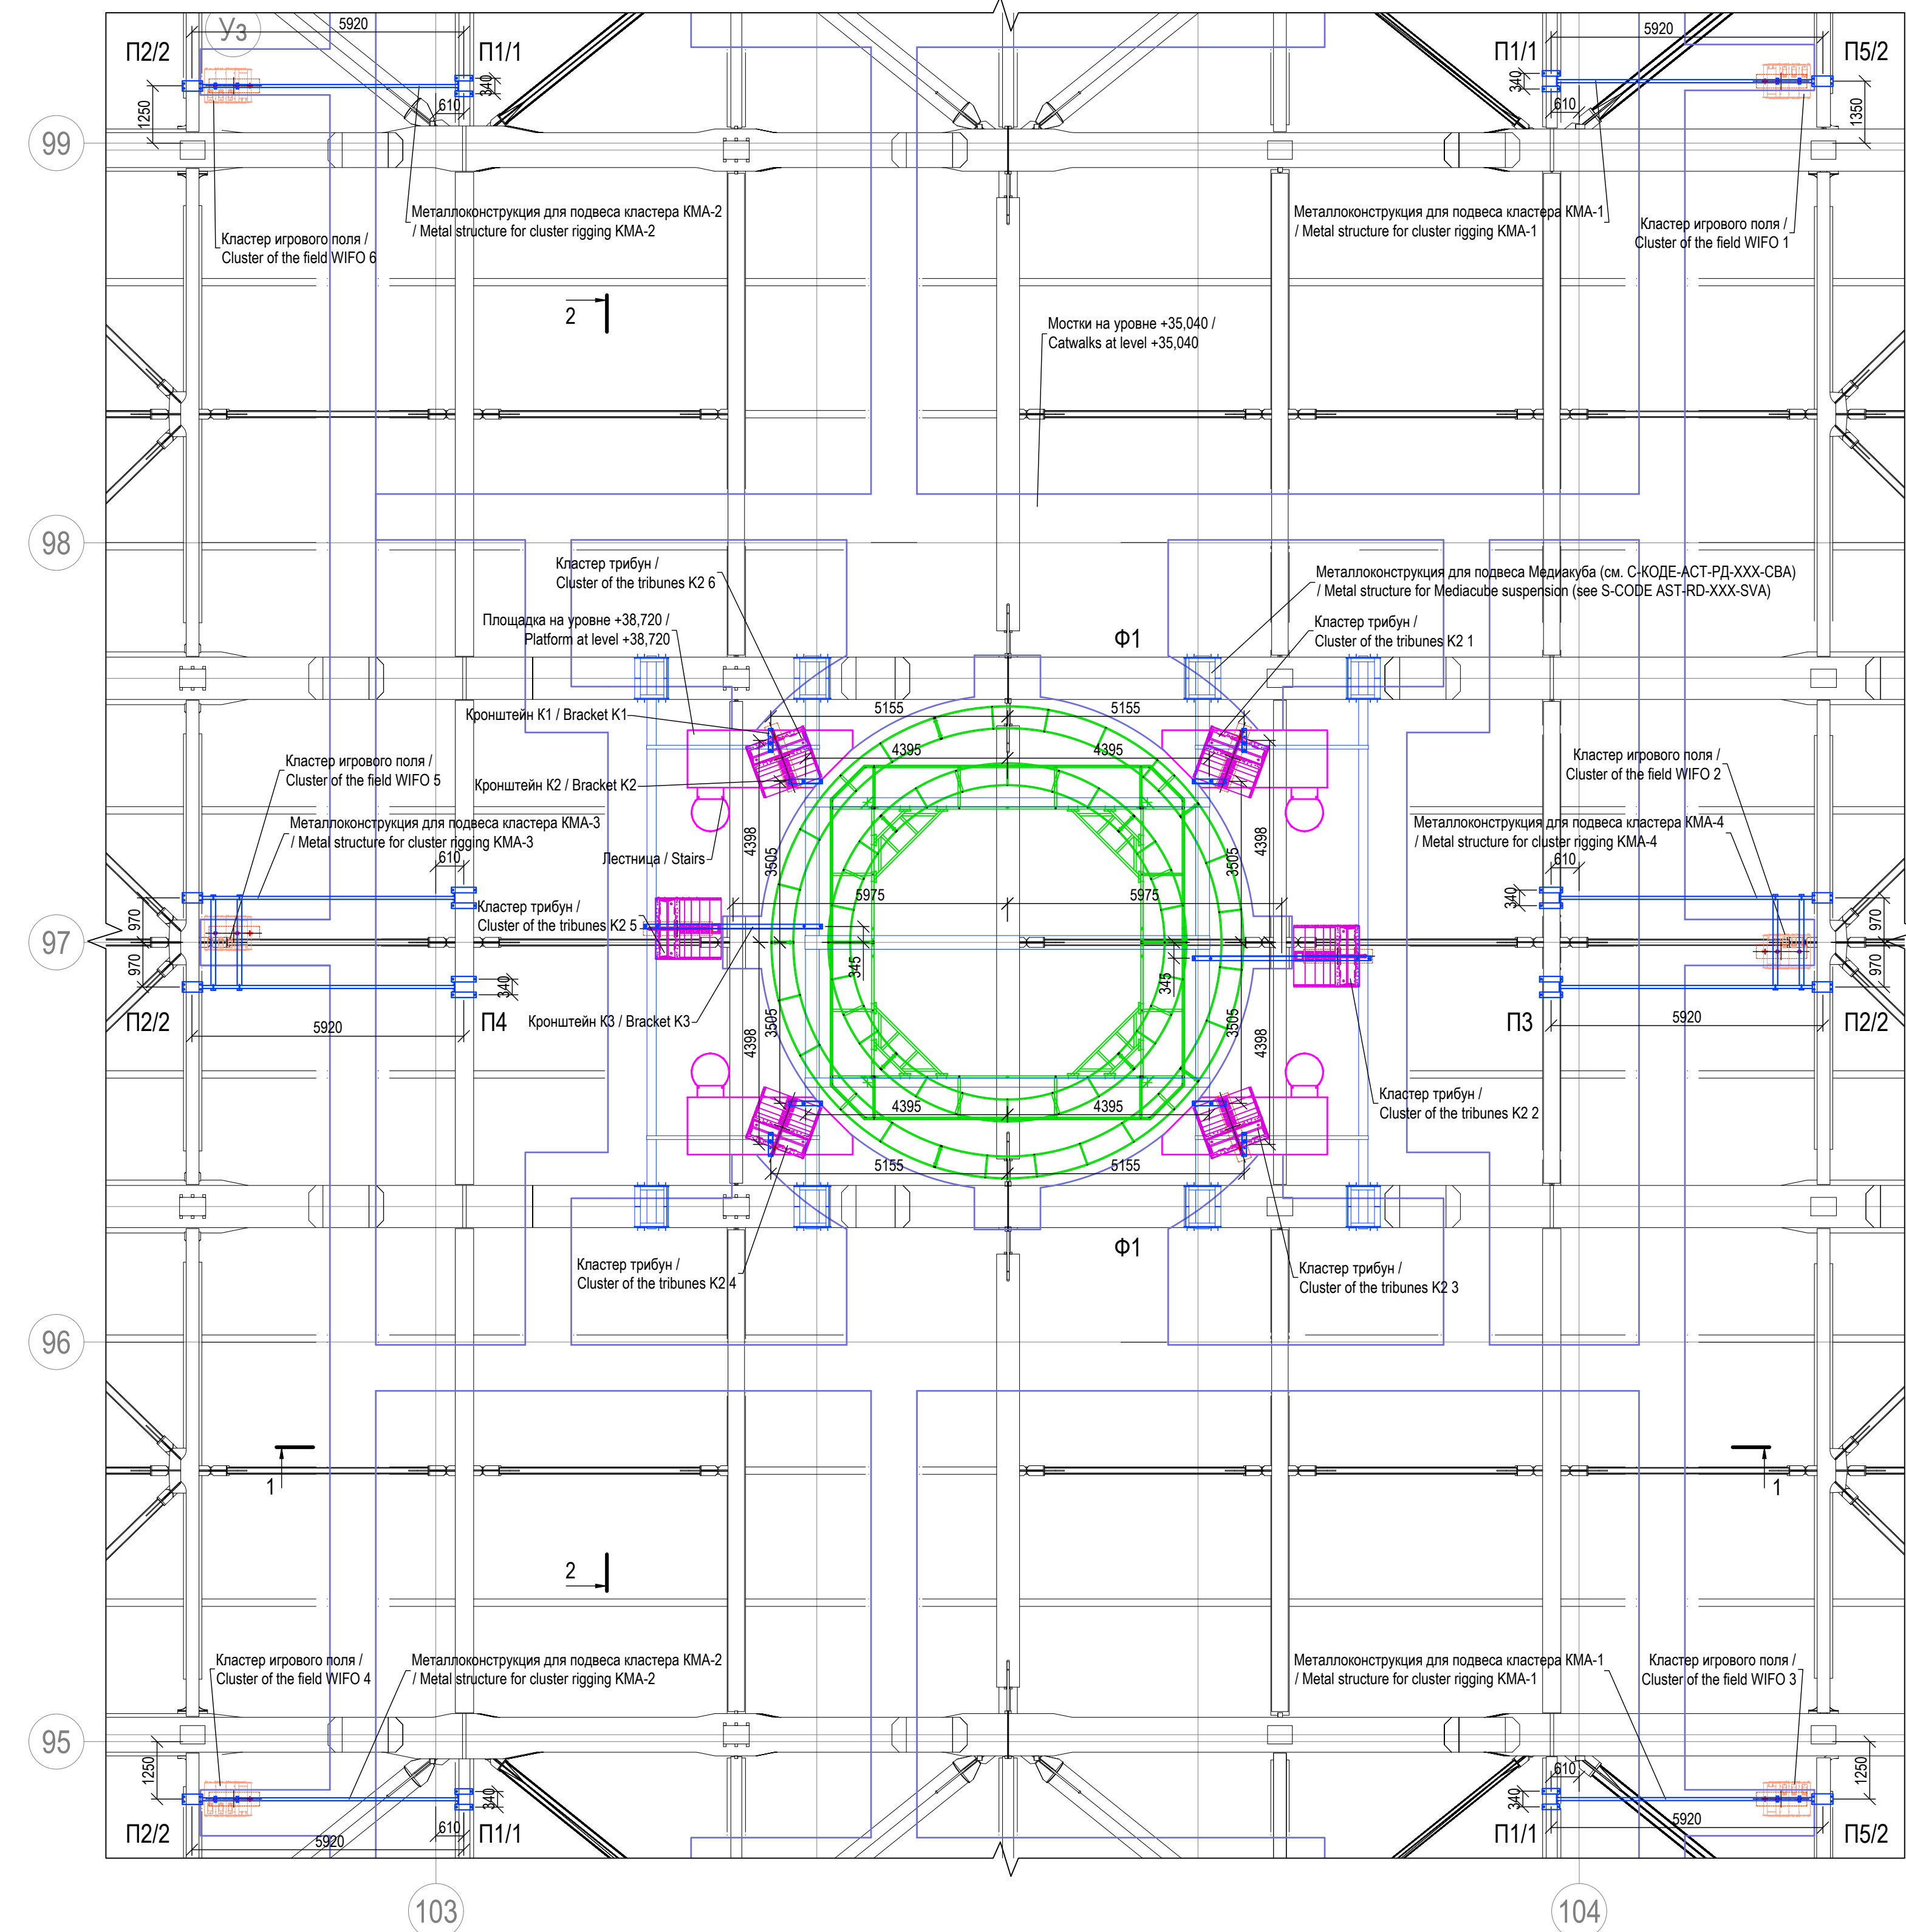 Уз
5920
5920
П2/2
П1/1
П1/1
П5/2
340
340
610
610
1250
1350
99
Металлоконструкция для подвеса кластера КМА-2
/ Metal structure for cluster rigging KMA-2
Кластер игрового поля /
Cluster of the field WIFO 6
Металлоконструкция для подвеса кластера КМА-1
/ Metal structure for cluster rigging KMA-1
Кластер игрового поля /
Cluster of the field WIFO 1
2
Мостки на уровне +35,040 /
Catwalks at level +35,040
98
Кластер трибун /
Cluster of the tribunes K2 6
Металлоконструкция для подвеса Медиакуба (см. С-КОДЕ-АСТ-РД-ХХХ-СВА)
/ Metal structure for Mediacube suspension (see S-CODE AST-RD-XXX-SVA)
Площадка на уровне +38,720 /
Platform at level +38,720
Кластер трибун /
Cluster of the tribunes K2 1
Ф1
5155
5155
Кронштейн К1 / Bracket K1
4395
4395
Кластер игрового поля /
Cluster of the field WIFO 5
Кластер игрового поля /
Cluster of the field WIFO 2
Кронштейн К2 / Bracket K2
Металлоконструкция для подвеса кластера КМА-3
/ Metal structure for cluster rigging KMA-3
Металлоконструкция для подвеса кластера КМА-4
/ Metal structure for cluster rigging KMA-4
4398
3505
3505
4398
Лестница / Stairs
610
610
5975
5975
340
970
970
Кластер трибун /
Cluster of the tribunes K2 5
97
345
345
970
970
340
П2/2
5920
П4
Кронштейн К3 / Bracket K3
П3
5920
П2/2
4398
3505
3505
4398
Кластер трибун /
Cluster of the tribunes K2 2
4395
4395
5155
5155
Ф1
Кластер трибун /
Cluster of the tribunes K2 4
Кластер трибун /
Cluster of the tribunes K2 3
96
1
1
2
Кластер игрового поля /
Cluster of the field WIFO 4
Металлоконструкция для подвеса кластера КМА-2
/ Metal structure for cluster rigging KMA-2
Металлоконструкция для подвеса кластера КМА-1
/ Metal structure for cluster rigging KMA-1
Кластер игрового поля /
Cluster of the field WIFO 3
95
1250
1250
610
340
340
610
П2/2
5920
П1/1
П1/1
5920
П5/2
103
104